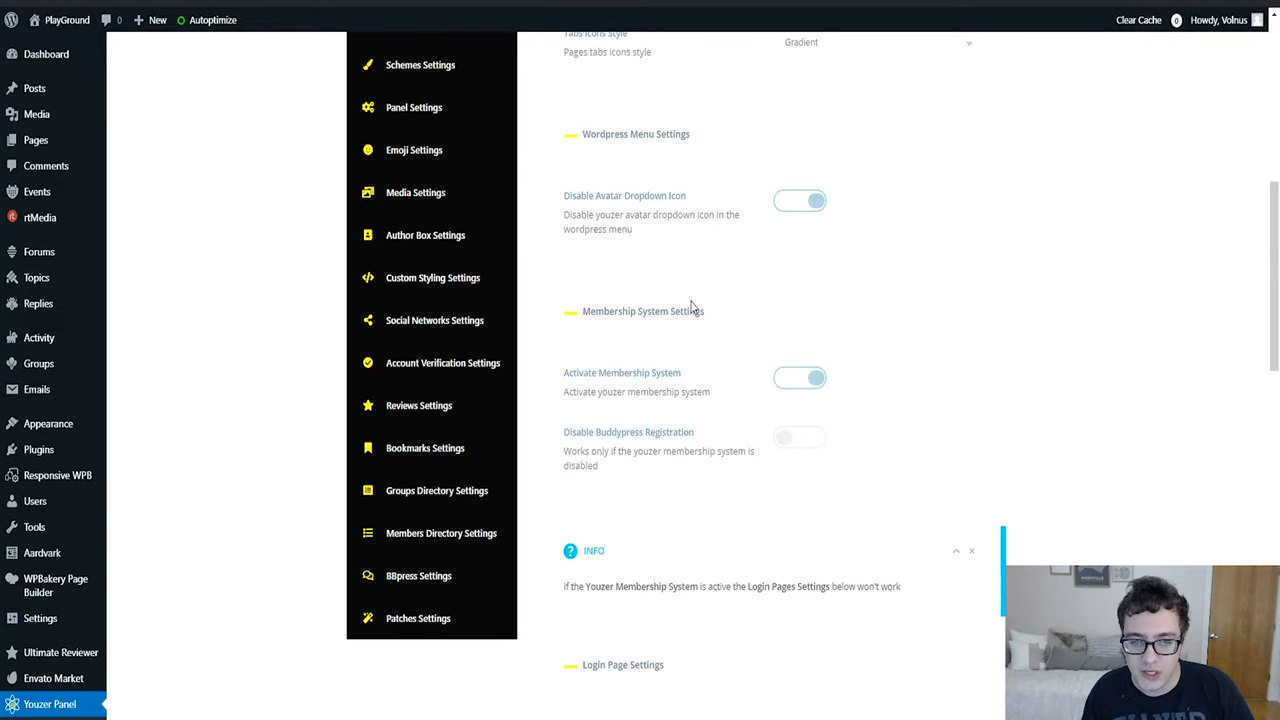 PlayGround
0
New
Autoptimize
Clear Cache
0
Howdy, Volnus
Dashboard
Posts
Media
Pages
Comments
Events
rtMedia
Forums
Topics
Replies
Activity
Groups
Emails
Appearance
Plugins
Responsive WPB
Users
Tools
Aardvark
WPBakery Page
Builder
Settings
Ultimate Reviewer
Envato Market
Youzer Panel
Schemes Settings
Panel Settings
Emoji Settings
Media Settings
Author Box Settings
Custom Styling Settings
Social Networks Settings
Account Verification Settings
Reviews Settings
Bookmarks Settings
Groups Directory Settings
Members Directory Settings
BBpress Settings
Patches Settings
Tabs Icons Style
Pages tabs icons style
Gradient
Wordpress Menu Settings
Disable Avatar Dropdown Icon
Disable youzer avatar dropdown icon in the
wordpress menu
Membership System Settings
Activate Membership System
Activate youzer membership system
Disable Buddypress Registration
Works only if the youzer membership system is
disabled
? INFO
if the Youzer Membership System is active the Login Pages Settings below won't work
Login Page Settings